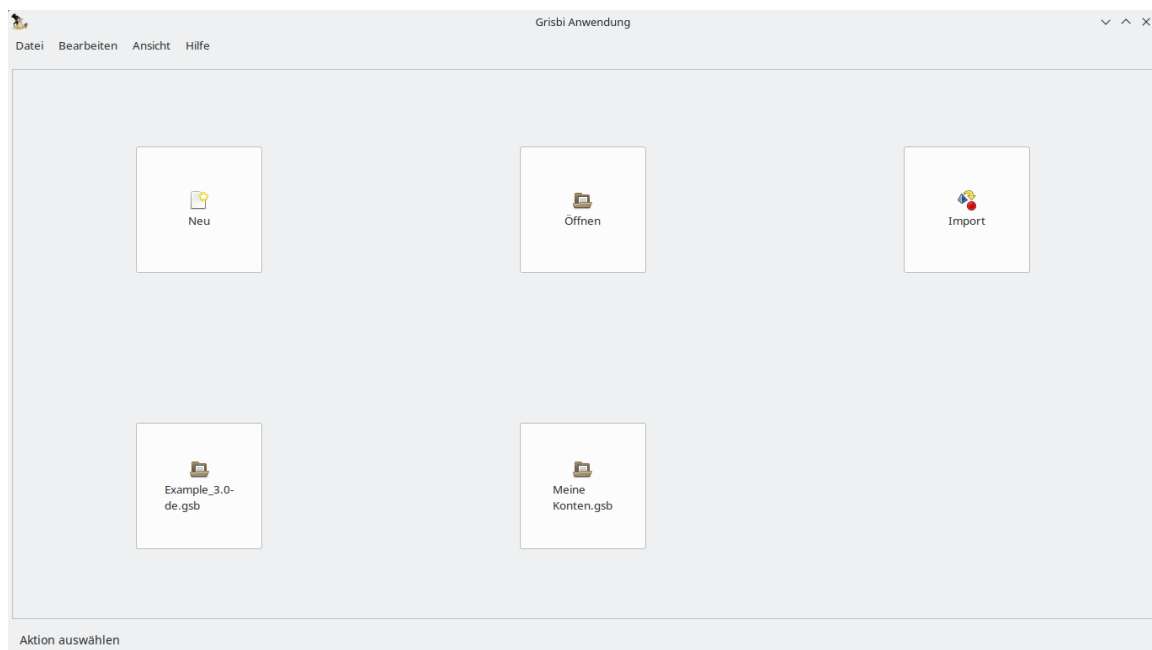 Grisbi Anwendung
Datei Bearbeiten Ansicht Hilfe
Neu
Öffnen
Import
Example_3.0-
de.gsb
Meine
Konten.gsb
Aktion auswählen